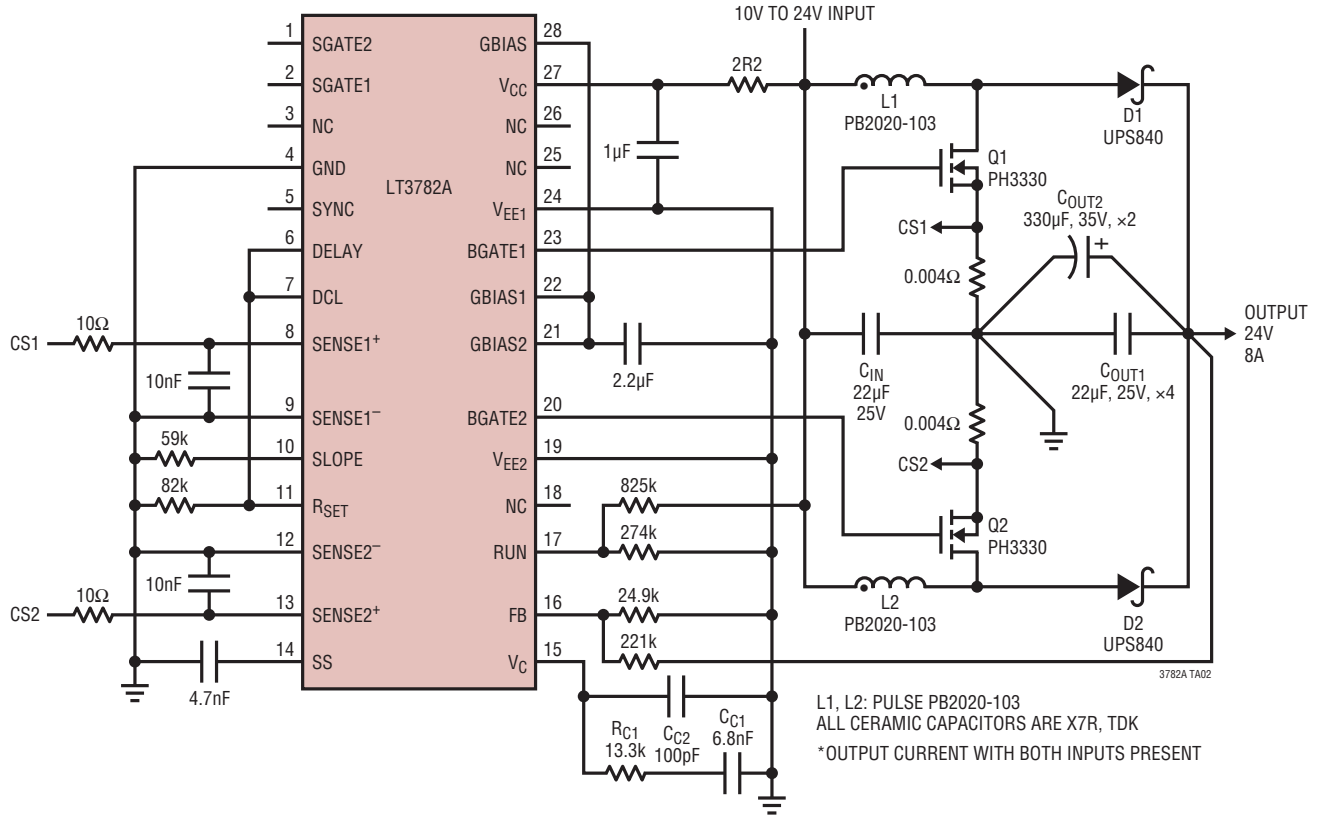 10V TO 24V INPUT
1
SGATE2
GBIAS
28
2
SGATE1
VCC
27
2R2
L1
PB2020-103
D1
UPS840
3
NC
NC
26
1µF
4
GND
NC
25
LT3782A
Q1
PH3330
5
SYNC
VEE1
24
CS1
COUT2
330µF, 35V, ×2
+
6
DELAY
BGATE1
23
0.004Ω
7
DCL
GBIAS1
22
CS1
10Ω
8
SENSE1+
GBIAS2
21
2.2µF
10nF
CIN
22µF
25V
COUT1
22µF, 25V, ×4
OUTPUT
24V
8A
9
SENSE1–
BGATE2
20
0.004Ω
59k
10
SLOPE
VEE2
19
CS2
82k
11
RSET
NC
18
825k
12
SENSE2–
RUN
17
274k
Q2
PH3330
10nF
CS2
10Ω
13
SENSE2+
FB
16
24.9k
L2
PB2020-103
D2
UPS840
221k
14
SS
VC
15
4.7nF
3782A TA02
RC1
13.3k
CC2
100pF
CC1
6.8nF
L1, L2: PULSE PB2020-103
ALL CERAMIC CAPACITORS ARE X7R, TDK
*OUTPUT CURRENT WITH BOTH INPUTS PRESENT